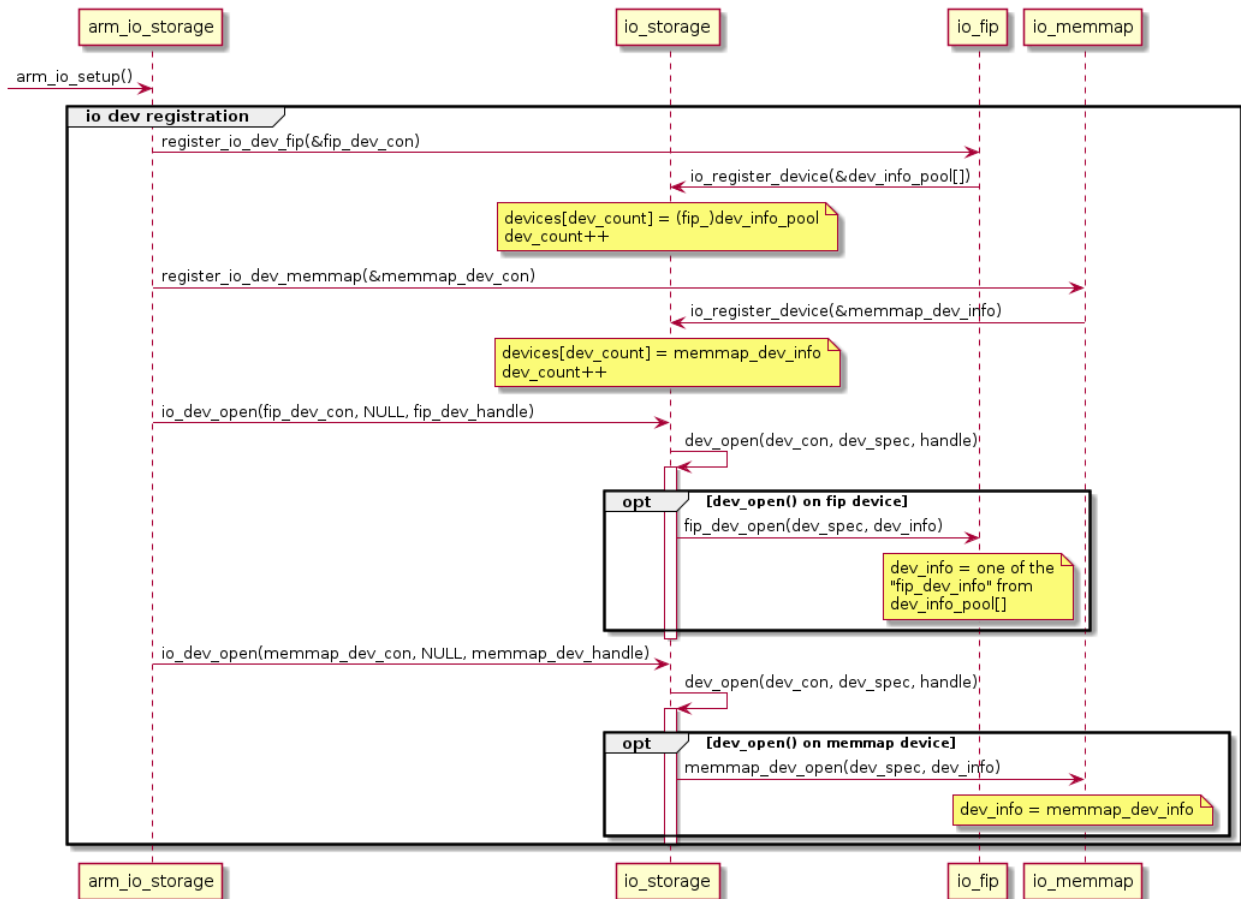 arm_io_storage
io_storage
io_fip
io_memmap
arm_io_setup()
io dev registration
register_io_dev_fip(&fip_dev_con)
io_register_device(&dev_info_pool[])
devices[dev_count] = (fip_)dev_info_pool
dev_count++
register_io_dev_memmap(&memmap_dev_con)
io_register_device(&memmap_dev_info)
devices[dev_count] = memmap_dev_info
dev_count++
io_dev_open(fip_dev_con, NULL, fip_dev_handle)
dev_open(dev_con, dev_spec, handle)
opt [dev_open() on fip device]
fip_dev_open(dev_spec, dev_info)
dev_info = one of the
"fip_dev_info" from
dev_info_pool[]
io_dev_open(memmap_dev_con, NULL, memmap_dev_handle)
dev_open(dev_con, dev_spec, handle)
opt [dev_open() on memmap device]
memmap_dev_open(dev_spec, dev_info)
dev_info = memmap_dev_info
arm_io_storage
io_storage
io_fip
io_memmap